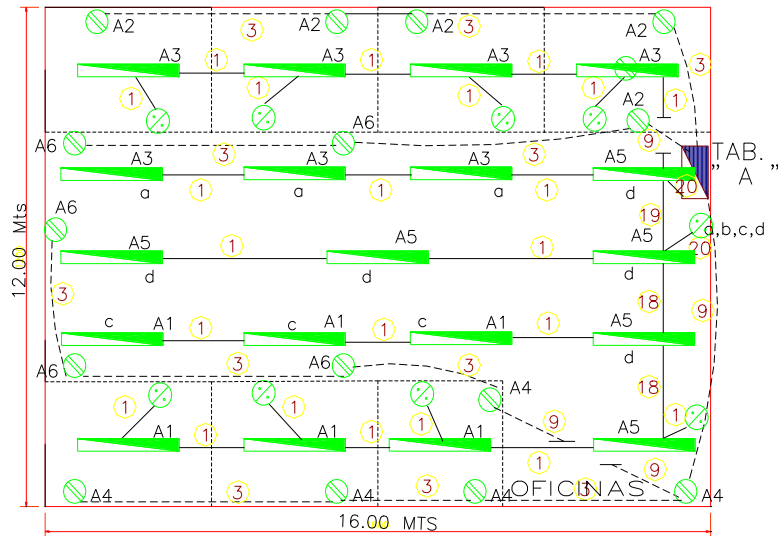 3
A2 A2 A2 A2
A3 A3 A3 A3
1 1 1 3
1 1 1 1 1
A2
A6 A6 9
3 3
A3 A3 A3 A5 TAB.
" A "
a a a d 20
1 1 1
A6 19
d,b,c,d
A5 A5 A5 20
1 1
d d d
12.00 Mts
3 18 9
c c c
A1 A1 A1 A5
1 1 1
d
A6 A6
3 3
18
A4
1 1 1 9 1
A1 A1 A1 A5
1 1
1 9
3 3 OFICINAS 3
A4 A4 A4 A4
16.00 MTS